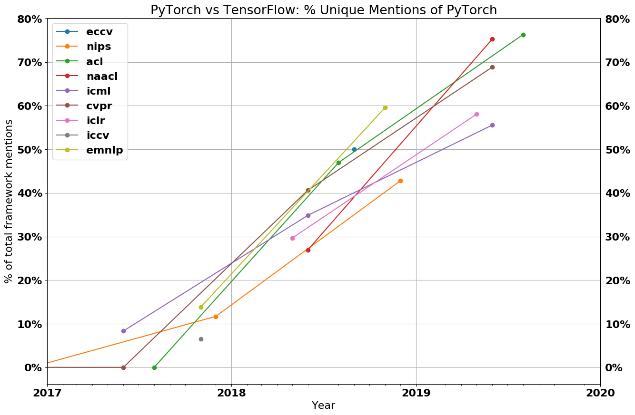 PyTorch vs TensorFlow: % Unique Mentions of PyTorch
80%
70%
60%
50%
40%
30%
20%
10%
0%
% of total framework mentions
eccv
nips
acl
naacl
icml
cvpr
iclr
iccv
emnlp
80%
70%
60%
50%
40%
30%
20%
10%
0%
2017
2018
2019
2020
Year